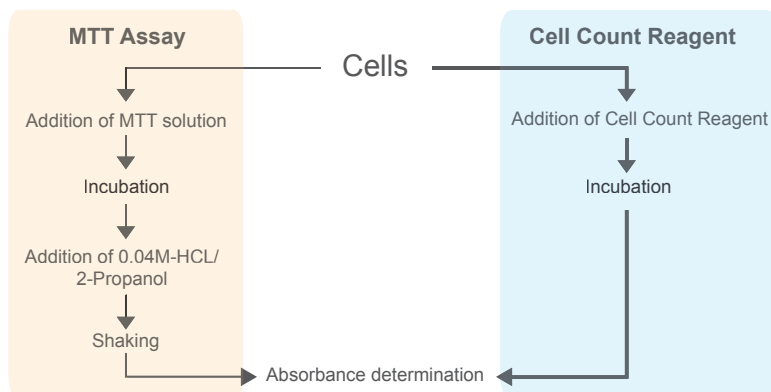 MTT Assay
Cell Count Reagent
Cells
Addition of MTT solution
Addition of Cell Count Reagent
Incubation
Incubation
Addition of 0.04M-HCL/
2-Propanol
Shaking
Absorbance determination